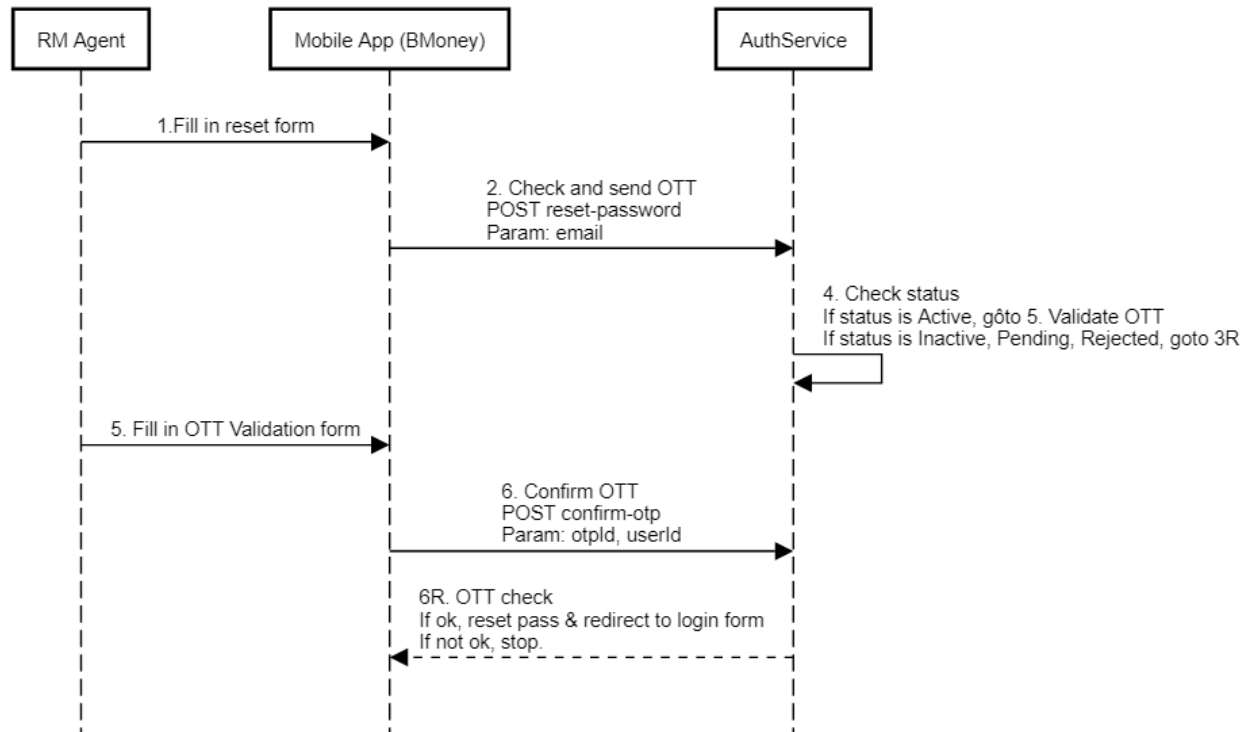 RM Agent
Mobile App (BMoney)
AuthService
1.Fill in reset form
2. Check and send OTT
POST reset-password
Param: email
4. Check status
If status is Active, gôto 5. Validate OTT
If status is Inactive, Pending, Rejected, goto 3R
5. Fill in OTT Validation form
6. Confirm OTT
POST confirm-otp
Param: otpId, userId
6R. OTT check
If ok, reset pass & redirect to login form
If not ok, stop.